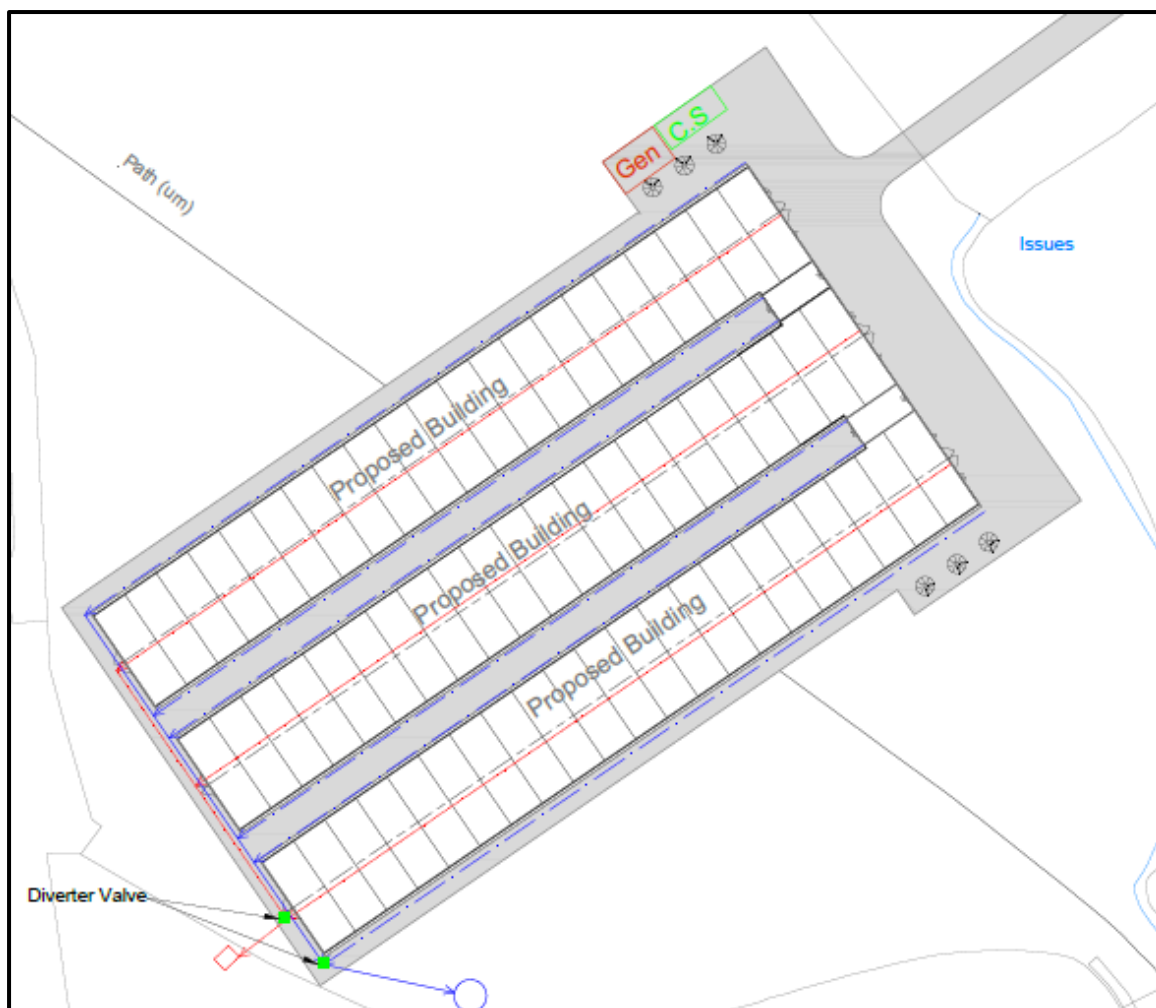 C.S
Gen
Path (um)
Issues
Proposed Building
Proposed Building
Proposed Building
Diverter Valve